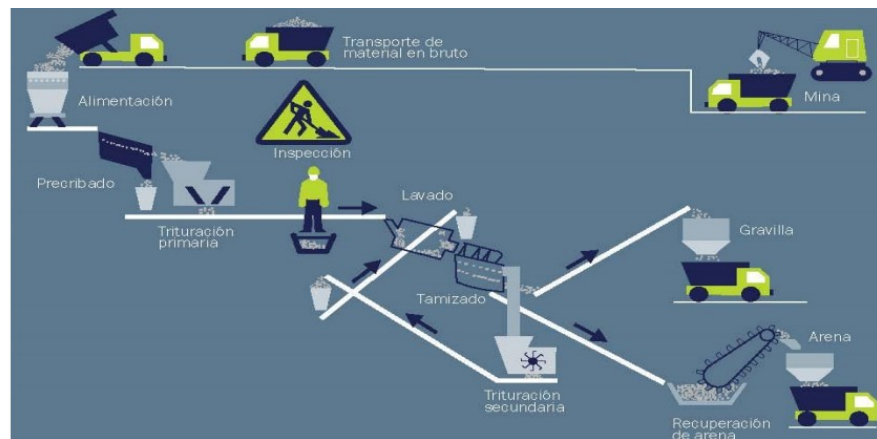 Transporte de
material en bruto
Mina
Alimentación
Inspección
Precribado
Trituración
primaria
Lavado
Gravilla
Tamizado
Arena
Trituración
secundaria
Recuperación
de arena